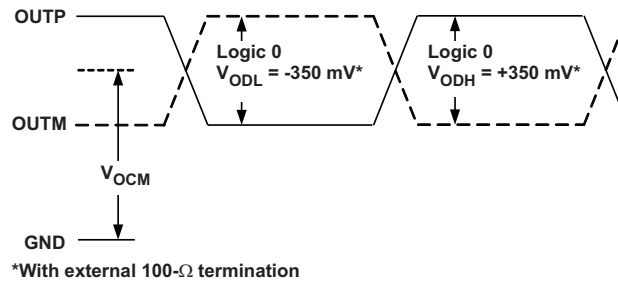 OUTP
Logic 0
VODL = -350 mV*
Logic 0
VODH = +350 mV*
OUTM
VOCM
GND
*With external 100-Ω termination